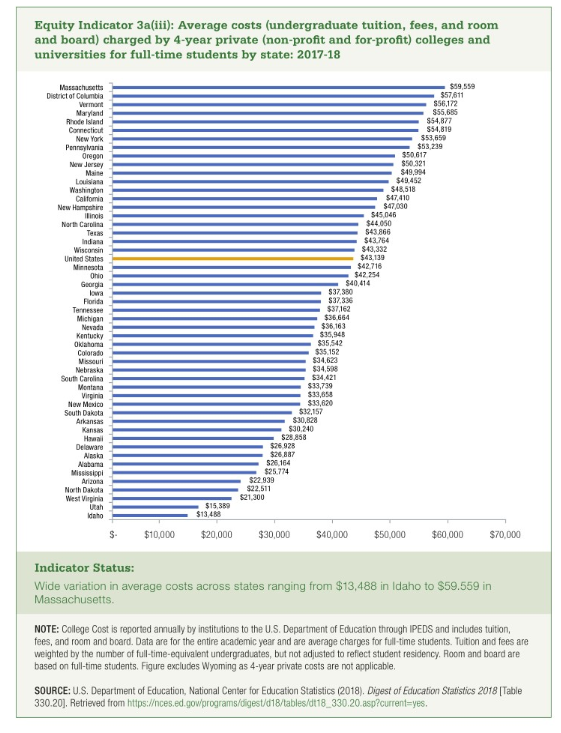 Equity Indicator 3a(iii): Average costs (undergraduate tuition, fees, and room
and board) charged by 4-year private (non-profit and for-profit) colleges and
universities for full-time students by state: 2017-18
Massachusetts $59,559
District of Columbia $57,611
Vermont $56,172
Maryland $55,685
Rhode Island $54,877
Connecticut $54,819
New York $53,659
Pennsylvania $53,239
Oregon $50,617
New Jersey $50,321
Maine $49,994
Louisiana $49,452
Washington $48,518
California $47,410
New Hampshire $47,030
Illinois $45,046
North Carolina $44,050
Texas $43,866
Indiana $43,764
Wisconsin $43,332
United States $43,139
Minnesota $42,716
Ohio $42,254
Georgia $40,414
Iowa $37,380
Florida $37,336
Tennessee $37,162
Michigan $36,664
Nevada $36,163
Kentucky $35,948
Oklahoma $35,542
Colorado $35,152
Missouri $34,623
Nebraska $34,598
South Carolina $34,421
Montana $33,739
Virginia $33,658
New Mexico $33,620
South Dakota $32,157
Arkansas $30,828
Kansas $30,240
Hawaii $28,858
Delaware $26,928
Alaska $26,887
Alabama $26,164
Mississippi $25,774
Arizona $22,939
North Dakota $22,511
West Virginia $21,300
Utah $15,389
Idaho $13,488
$- $10,000 $20,000 $30,000 $40,000 $50,000 $60,000 $70,000
Indicator Status:
Wide variation in average costs across states ranging from $13,488 in Idaho to $59.559 in
Massachusetts.
NOTE: College Cost is reported annually by institutions to the U.S. Department of Education through IPEDS and includes tuition,
fees, and room and board. Data are for the entire academic year and are average charges for full-time students. Tuition and fees are
weighted by the number of full-time-equivalent undergraduates, but not adjusted to reflect student residency. Room and board are
based on full-time students. Figure excludes Wyoming as 4-year private costs are not applicable.
SOURCE: U.S. Department of Education, National Center for Education Statistics (2018). Digest of Education Statistics 2018 [Table
330.20]. Retrieved from https://nces.ed.gov/programs/digest/d18/tables/dt18_330.20.asp?current=yes.